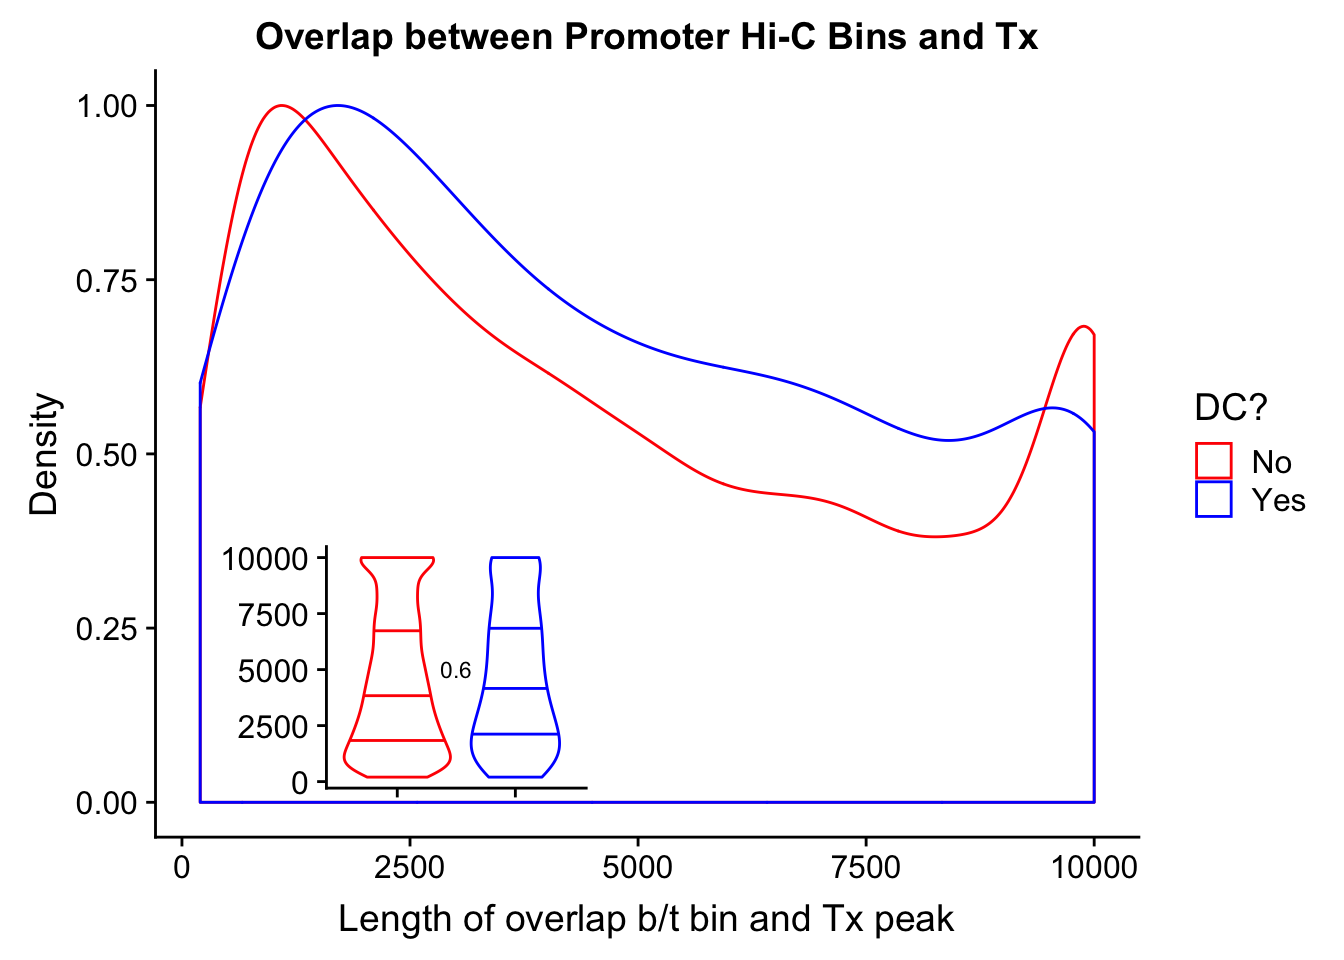 Overlap between Promoter Hi-C Bins and Tx
1.00
0.75
0.50
0.25
0.00
Density
10000
7500
5000
2500
0
0.6
0
2500
5000
7500
10000
Length of overlap b/t bin and Tx peak
DC?
No
Yes